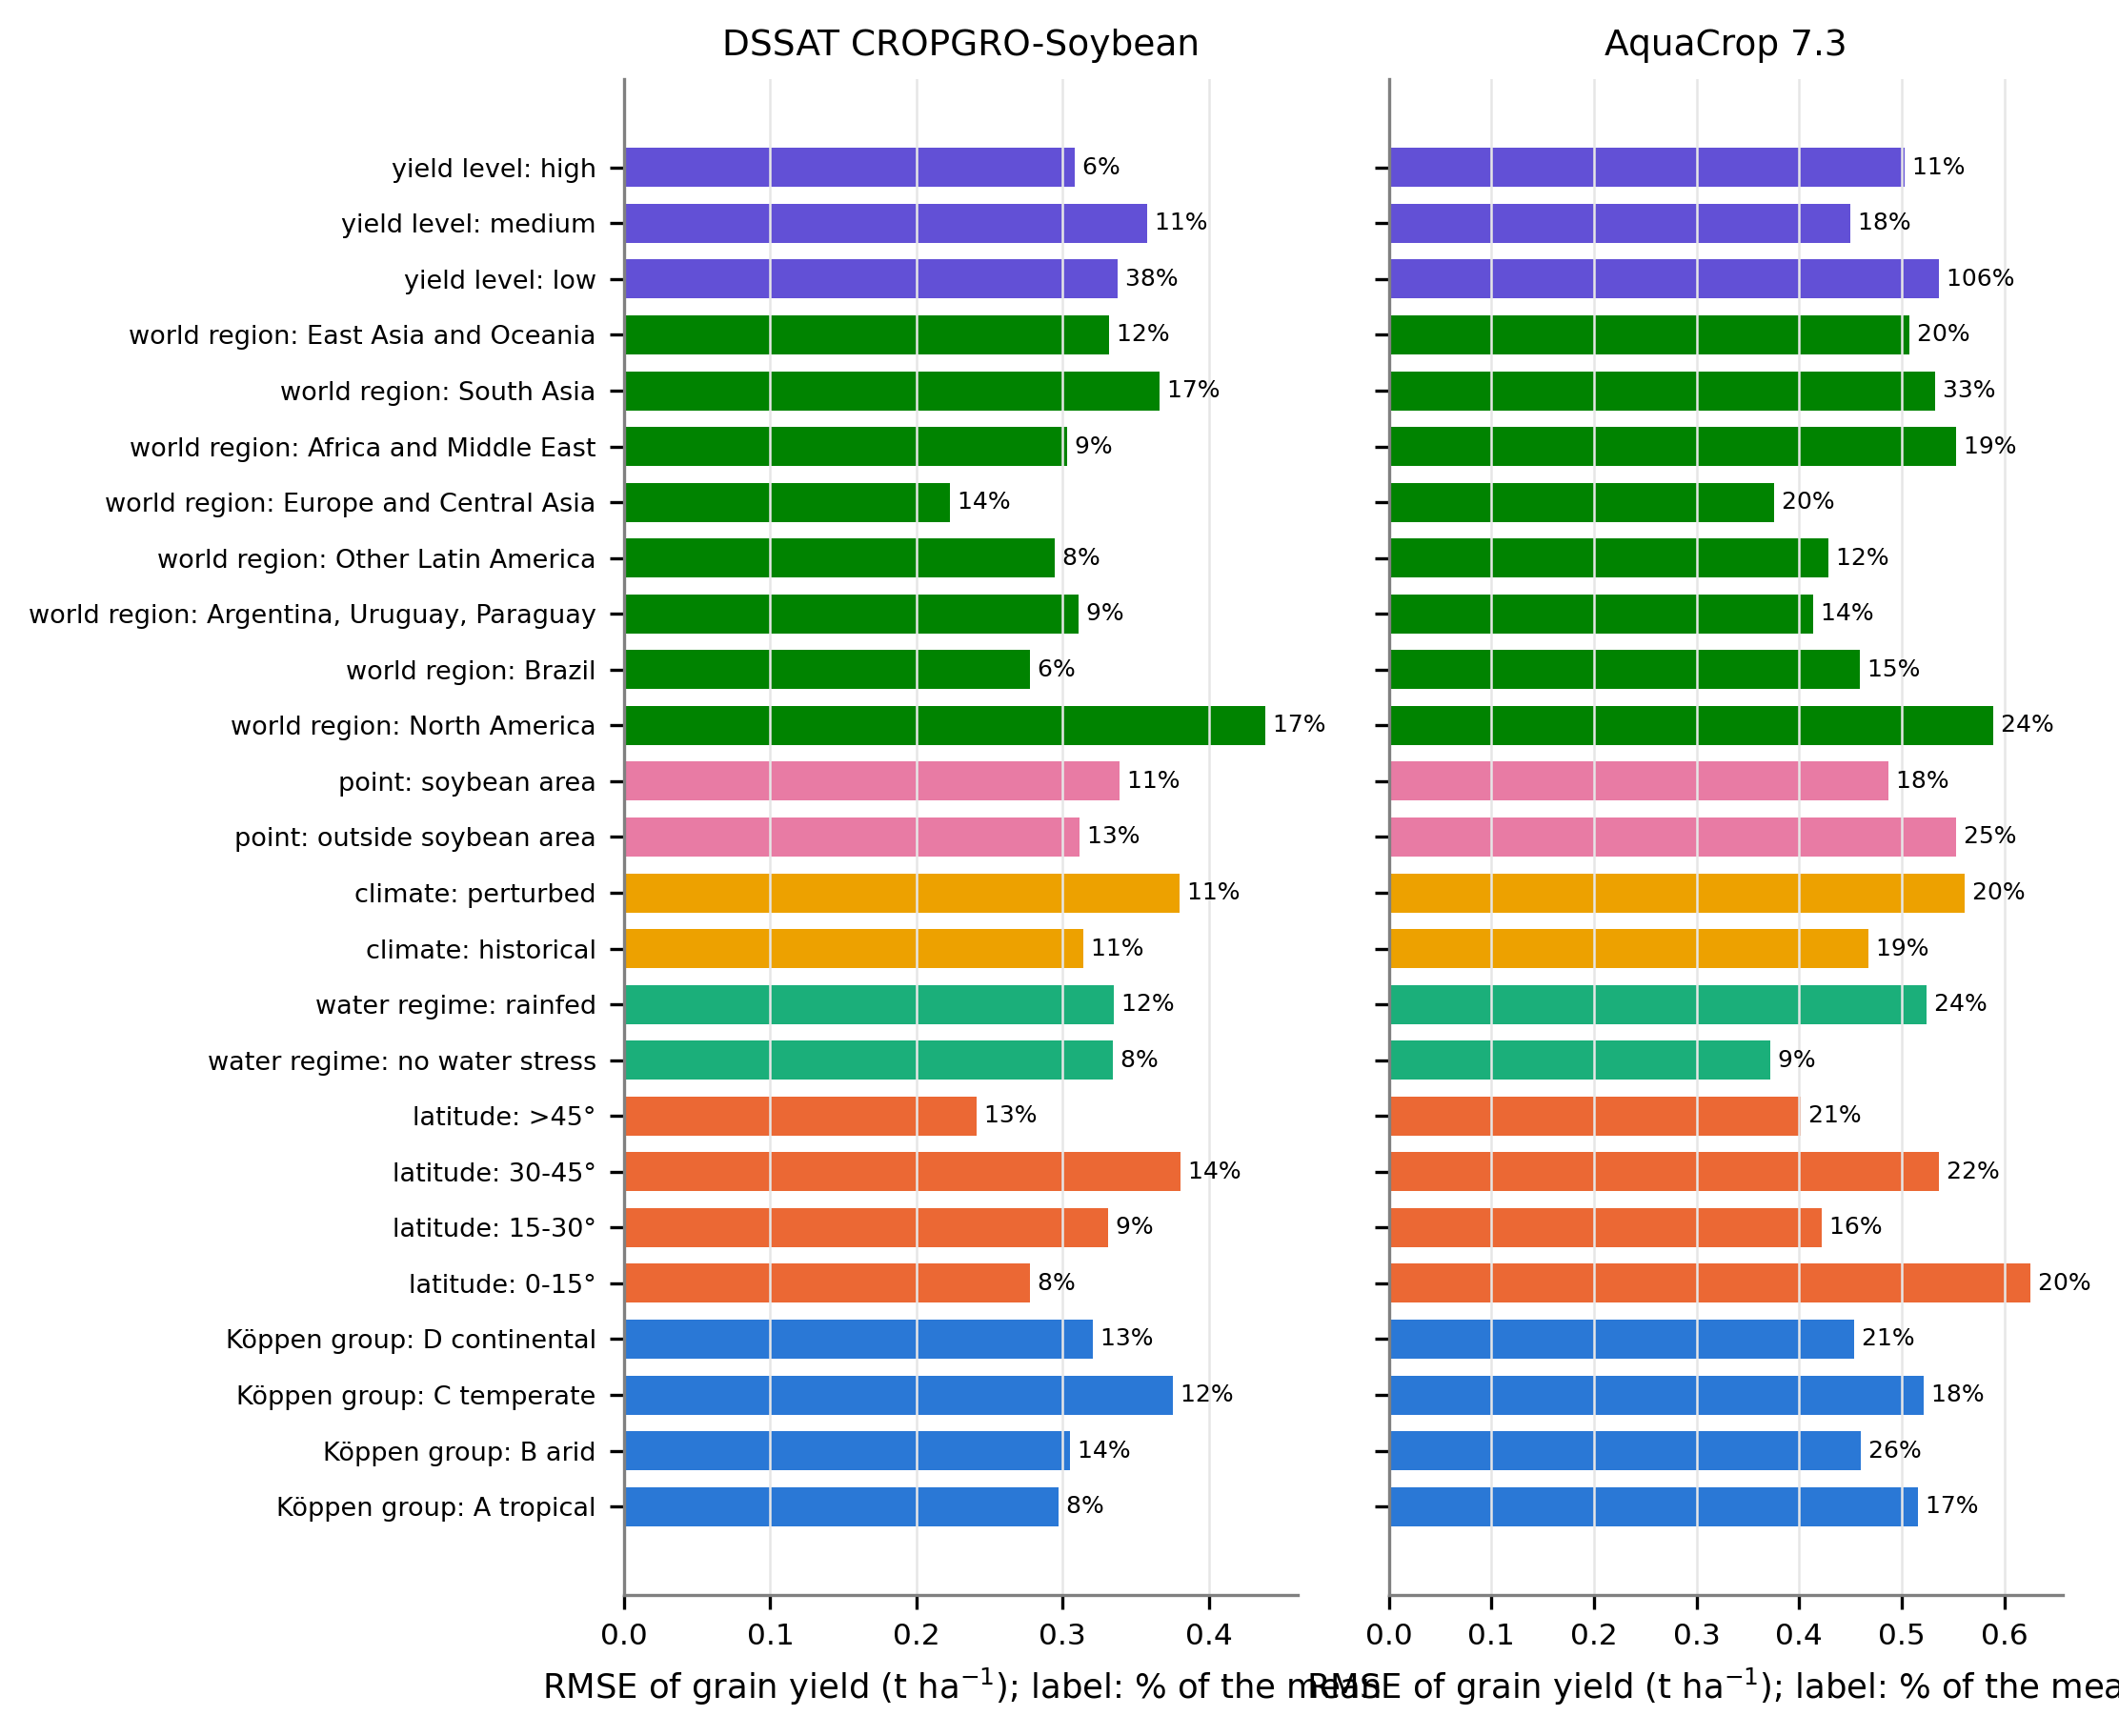 DSSAT CROPGRO-Soybean
AquaCrop 7.3
yield level: high 6% 11%
yield level: medium 11% 18%
yield level: low 38% 106%
world region: East Asia and Oceania 12% 20%
world region: South Asia 17% 33%
world region: Africa and Middle East 9% 19%
world region: Europe and Central Asia 14% 20%
world region: Other Latin America 8% 12%
world region: Argentina, Uruguay, Paraguay 9% 14%
world region: Brazil 6% 15%
world region: North America 17% 24%
point: soybean area 11% 18%
point: outside soybean area 13% 25%
climate: perturbed 11% 20%
climate: historical 11% 19%
water regime: rainfed 12% 24%
water regime: no water stress 8% 9%
latitude: >45° 13% 21%
latitude: 30-45° 14% 22%
latitude: 15-30° 9% 16%
latitude: 0-15° 8% 20%
Köppen group: D continental 13% 21%
Köppen group: C temperate 12% 18%
Köppen group: B arid 14% 26%
Köppen group: A tropical 8% 17%
0.0 0.1 0.2 0.3 0.4
0.0 0.1 0.2 0.3 0.4 0.5 0.6
RMSE of grain yield (t ha⁻¹); label: % of the mean
RMSE of grain yield (t ha⁻¹); label: % of the mea